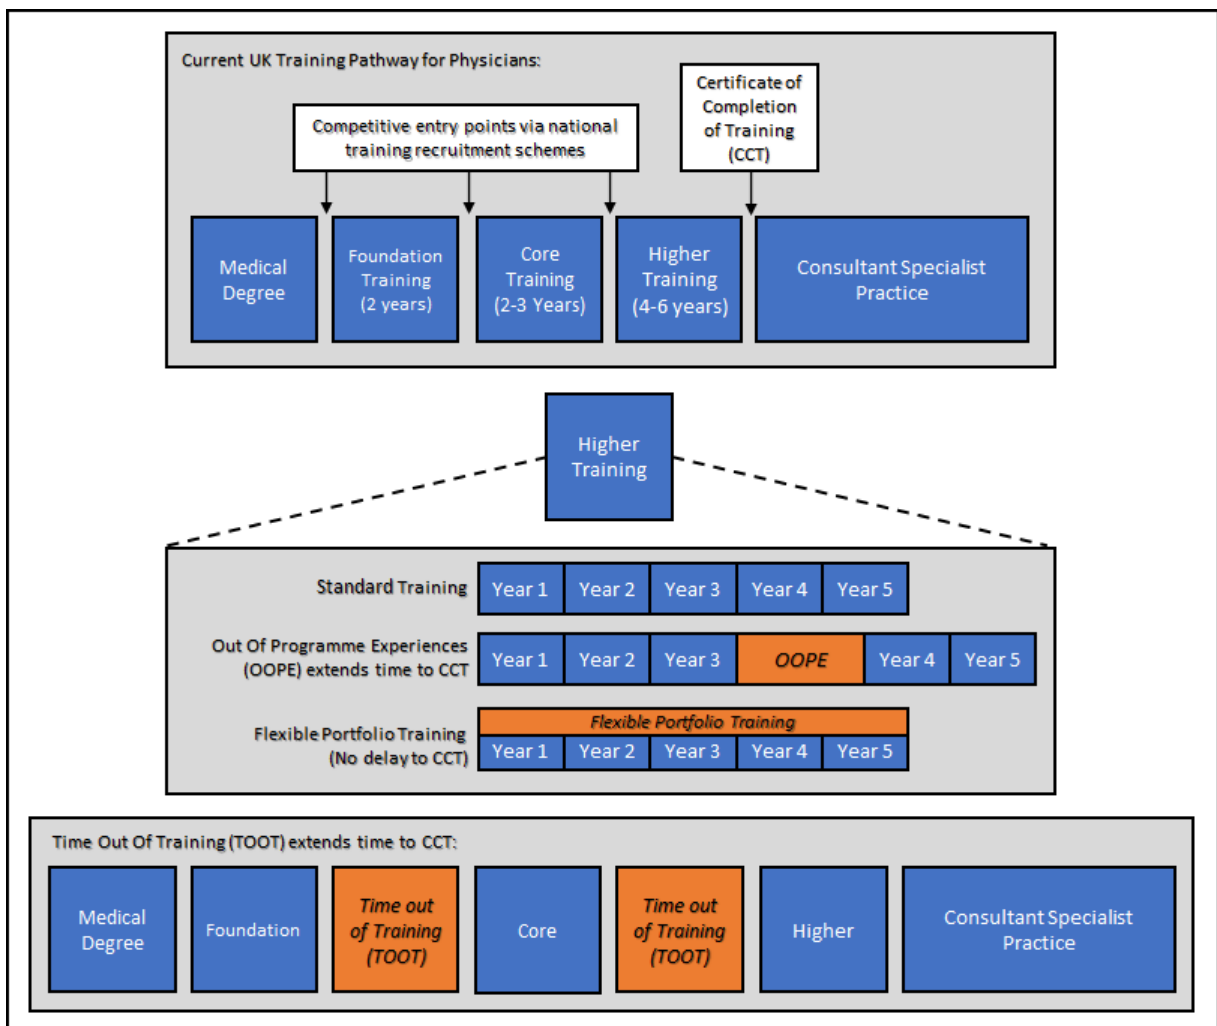 Current UK Training Pathway for Physicians:
Competitive entry points via national
training recruitment schemes
Certificate of
Completion
of Training
(CCT)
Medical
Degree
Foundation
Training
(2 years)
Core
Training
(2-3 Years)
Higher
Training
(4-6 years)
Consultant Specialist
Practice
Higher
Training
Standard Training
Year 1
Year 2
Year 3
Year 4
Year 5
Out Of Programme Experiences
(OOPE) extends time to CCT
Year 1
Year 2
Year 3
OOPE
Year 4
Year 5
Flexible Portfolio Training
(No delay to CCT)
Flexible Portfolio Training
Year 1
Year 2
Year 3
Year 4
Year 5
Time Out Of Training (TOOT) extends time to CCT:
Medical
Degree
Foundation
Time out
of Training
(TOOT)
Core
Time out
of Training
(TOOT)
Higher
Consultant Specialist
Practice